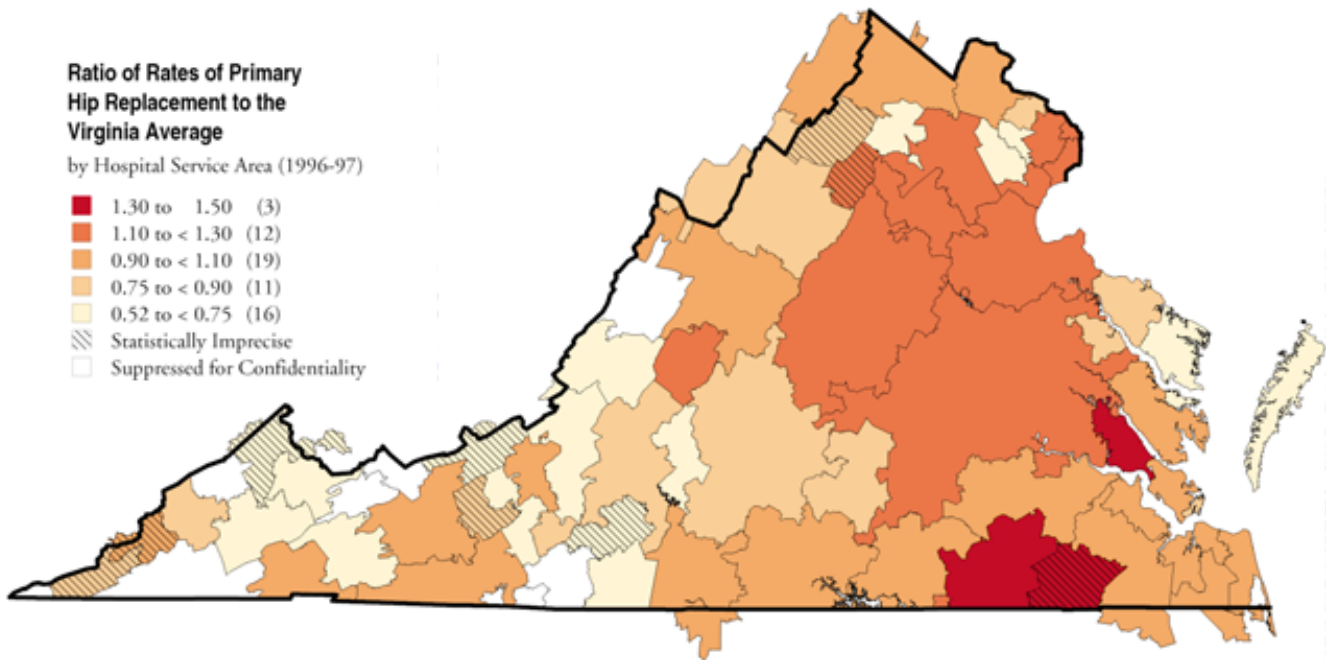 Ratio of Rates of Primary
Hip Replacement to the
Virginia Average
by Hospital Service Area (1996-97)
1.30 to 1.50 (3)
1.10 to < 1.30 (12)
0.90 to < 1.10 (19)
0.75 to < 0.90 (11)
0.52 to < 0.75 (16)
Statistically Imprecise
Suppressed for Confidentiality